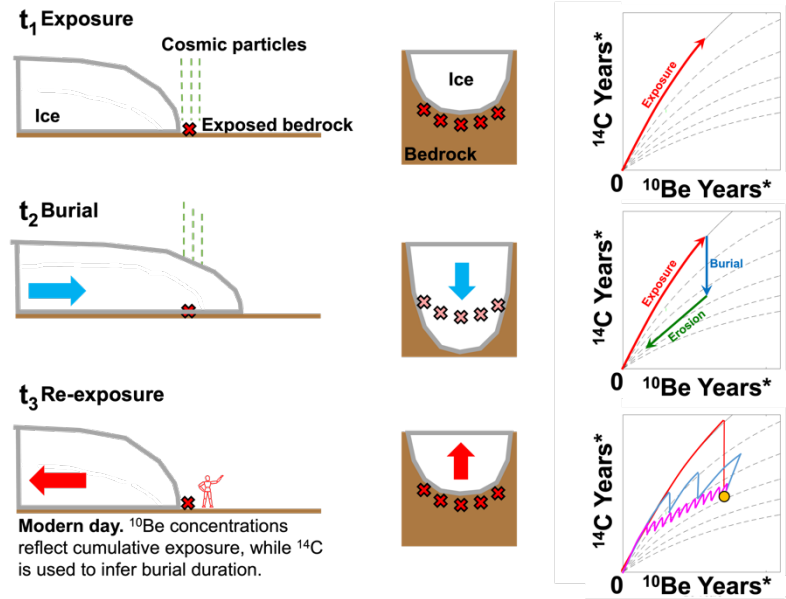 t₁ Exposure
Cosmic particles
Ice
Exposed bedrock
Ice
Bedrock
¹⁴C Years*
Exposure
0
¹⁰Be Years*
t₂ Burial
¹⁴C Years*
Exposure
Burial
Erosion
0
¹⁰Be Years*
t₃ Re-exposure
Modern day. ¹⁰Be concentrations
reflect cumulative exposure, while ¹⁴C
is used to infer burial duration.
¹⁴C Years*
0
¹⁰Be Years*